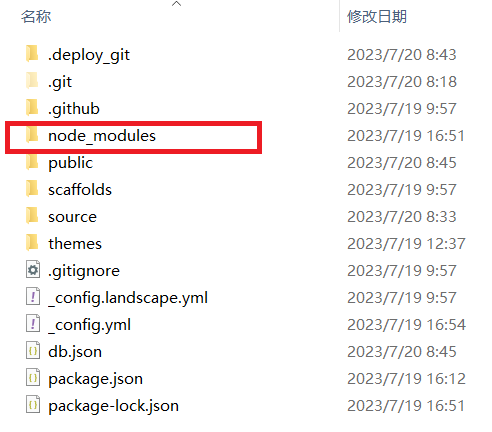 名称 修改日期
.deploy_git 2023/7/20 8:43
.git 2023/7/20 8:18
.github 2023/7/19 9:57
node_modules 2023/7/19 16:51
public 2023/7/20 8:45
scaffolds 2023/7/19 9:57
source 2023/7/20 8:33
themes 2023/7/19 12:37
.gitignore 2023/7/19 9:57
_config.landscape.yml 2023/7/19 9:57
_config.yml 2023/7/19 16:54
db.json 2023/7/20 8:45
package.json 2023/7/19 16:12
package-lock.json 2023/7/19 16:51